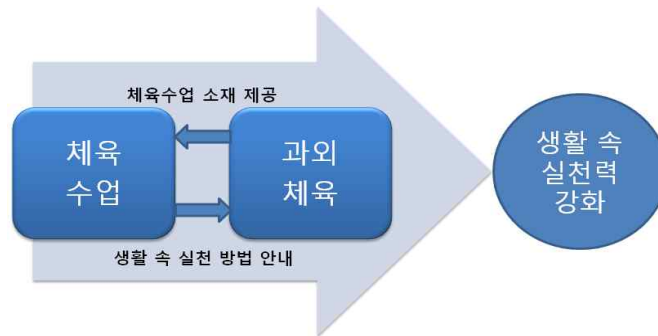 체육수업 소재 제공
체육
수업
과외
체육
생활 속 실천 방법 안내
생활 속
실천력
강화